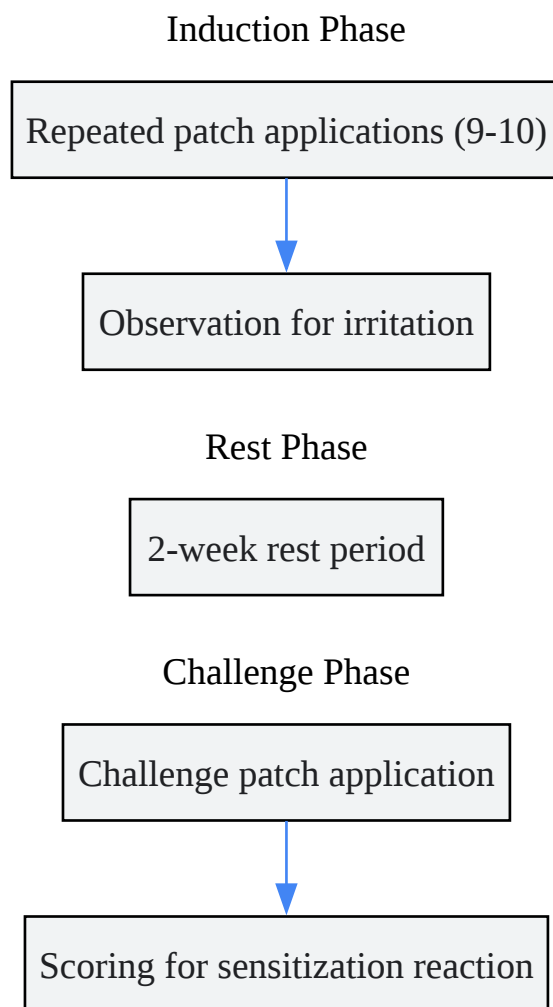 Induction Phase
Repeated patch applications (9-10)
Observation for irritation
Rest Phase
2-week rest period
Challenge Phase
Challenge patch application
Scoring for sensitization reaction